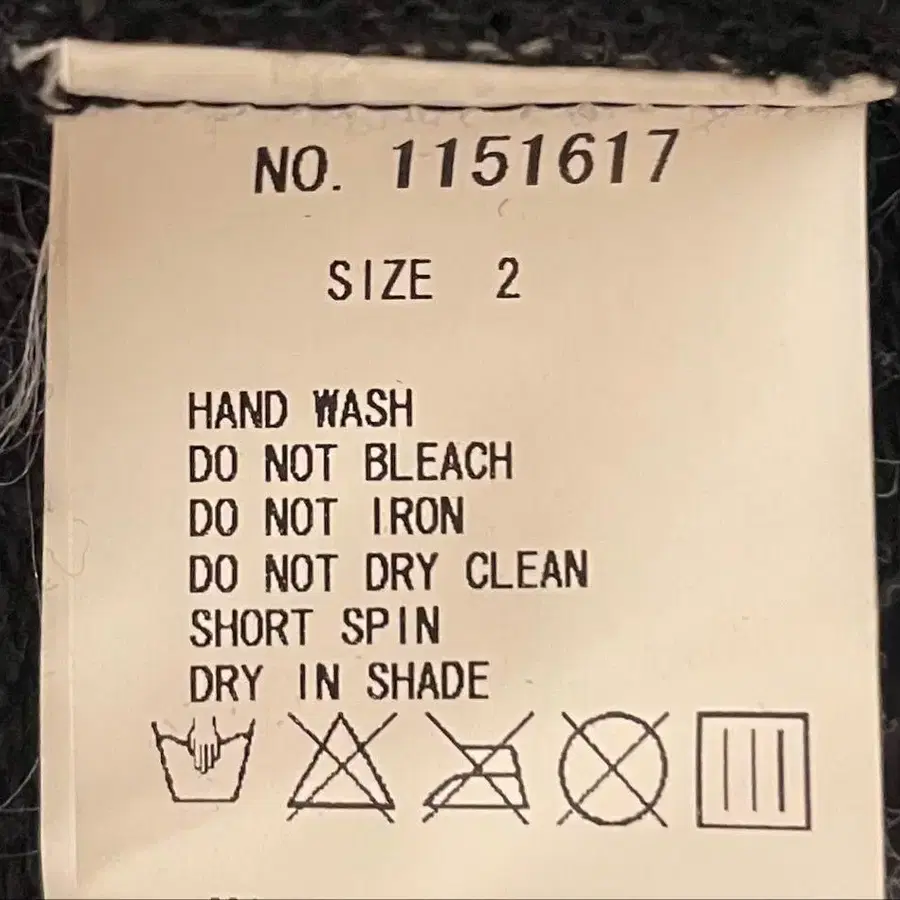 NO. 1151617
SIZE 2
HAND WASH
DO NOT BLEACH
DO NOT IRON
DO NOT DRY CLEAN
SHORT SPIN
DRY IN SHADE